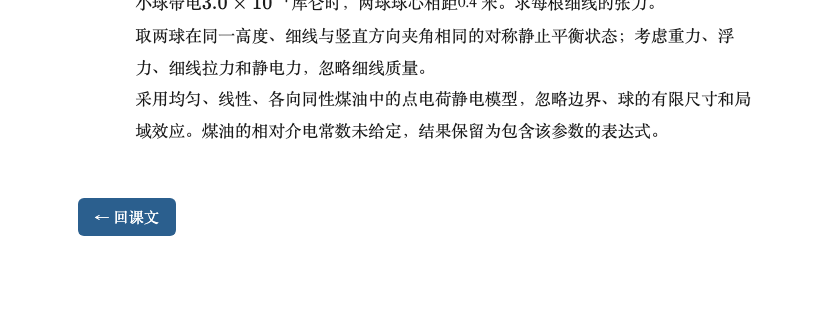 小球带电3.0 × 10 库仑时，两球球心相距0.4 米。求每根细线的张力。
取两球在同一高度、细线与竖直方向夹角相同的对称静止平衡状态；考虑重力、浮
力、细线拉力和静电力，忽略细线质量。
采用均匀、线性、各向同性煤油中的点电荷静电模型，忽略边界、球的有限尺寸和局
域效应。煤油的相对介电常数未给定，结果保留为包含该参数的表达式。
← 回课文